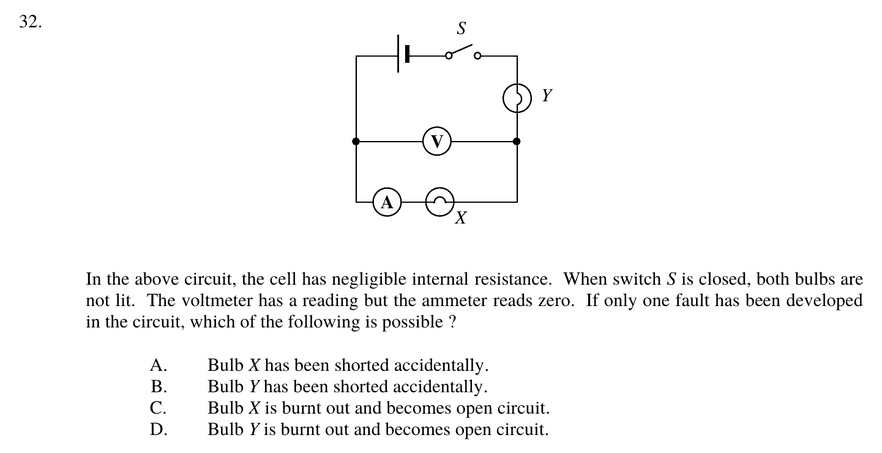 32.
S
Y
V
A
X
In the above circuit, the cell has negligible internal resistance. When switch S is closed, both bulbs are
not lit. The voltmeter has a reading but the ammeter reads zero. If only one fault has been developed
in the circuit, which of the following is possible ?
A. Bulb X has been shorted accidentally.
B. Bulb Y has been shorted accidentally.
C. Bulb X is burnt out and becomes open circuit.
D. Bulb Y is burnt out and becomes open circuit.